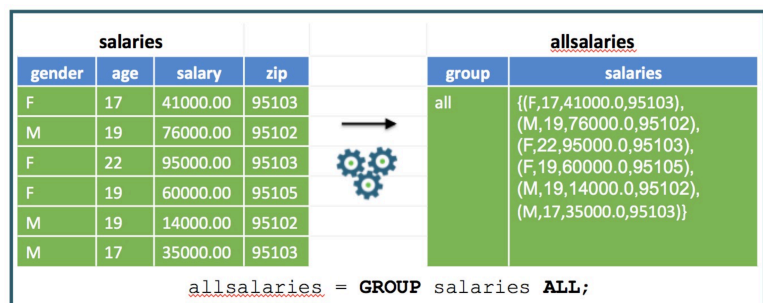 salaries allsalaries
gender age salary zip group salaries
F 17 41000.00 95103 all {(F,17,41000.0,95103),
M 19 76000.00 95102 (M,19,76000.0,95102),
F 22 95000.00 95103 (F,22,95000.0,95103),
F 19 60000.00 95105 (F,19,60000.0,95105),
M 19 14000.00 95102 (M,19,14000.0,95102),
M 17 35000.00 95103 (M,17,35000.0,95103)}
allsalaries = GROUP salaries ALL;